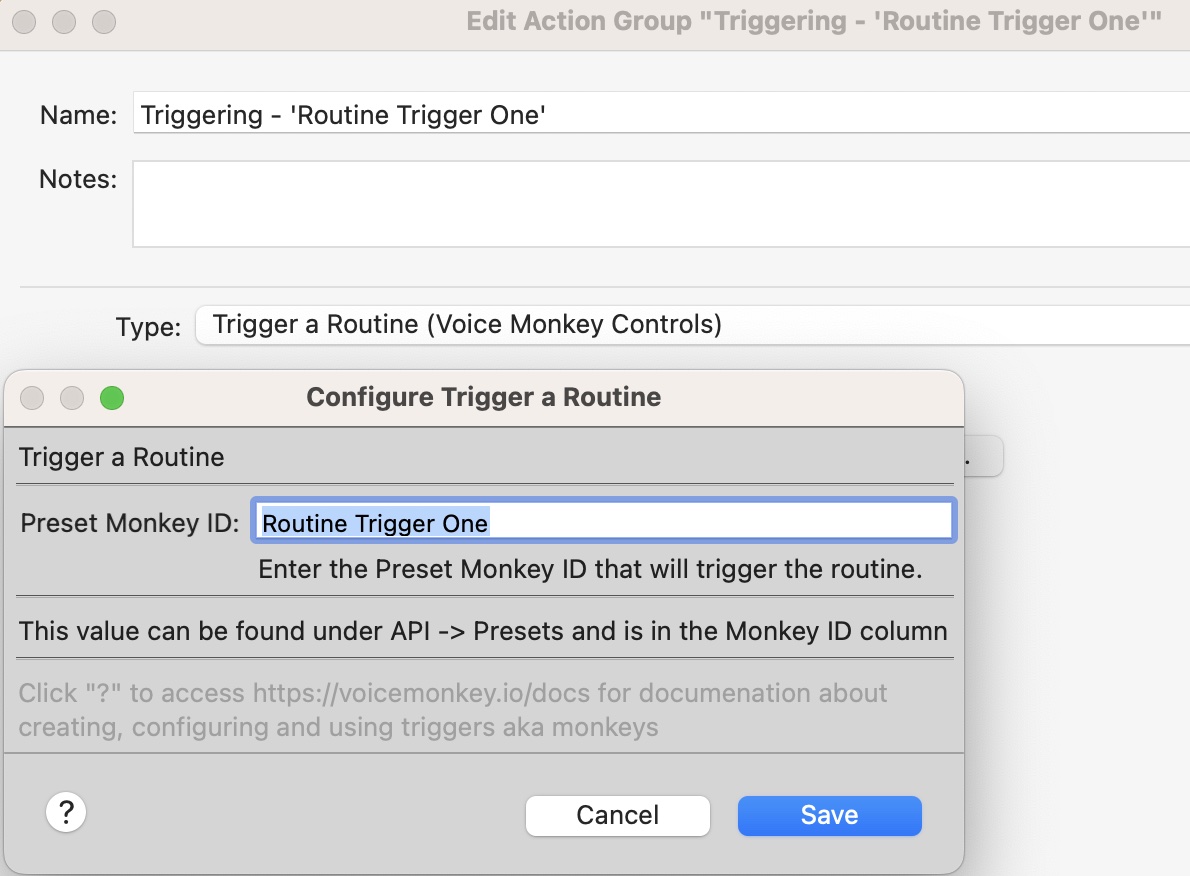 Edit Action Group "Triggering - 'Routine Trigger One'"
Name: Triggering - 'Routine Trigger One'
Notes:
Type: Trigger a Routine (Voice Monkey Controls)
Configure Trigger a Routine
Trigger a Routine
.
Preset Monkey ID: Routine Trigger One
Enter the Preset Monkey ID that will trigger the routine.
This value can be found under API -> Presets and is in the Monkey ID column
Click "?" to access https://voicemonkey.io/docs for documenation about
creating, configuring and using triggers aka monkeys
? Cancel Save